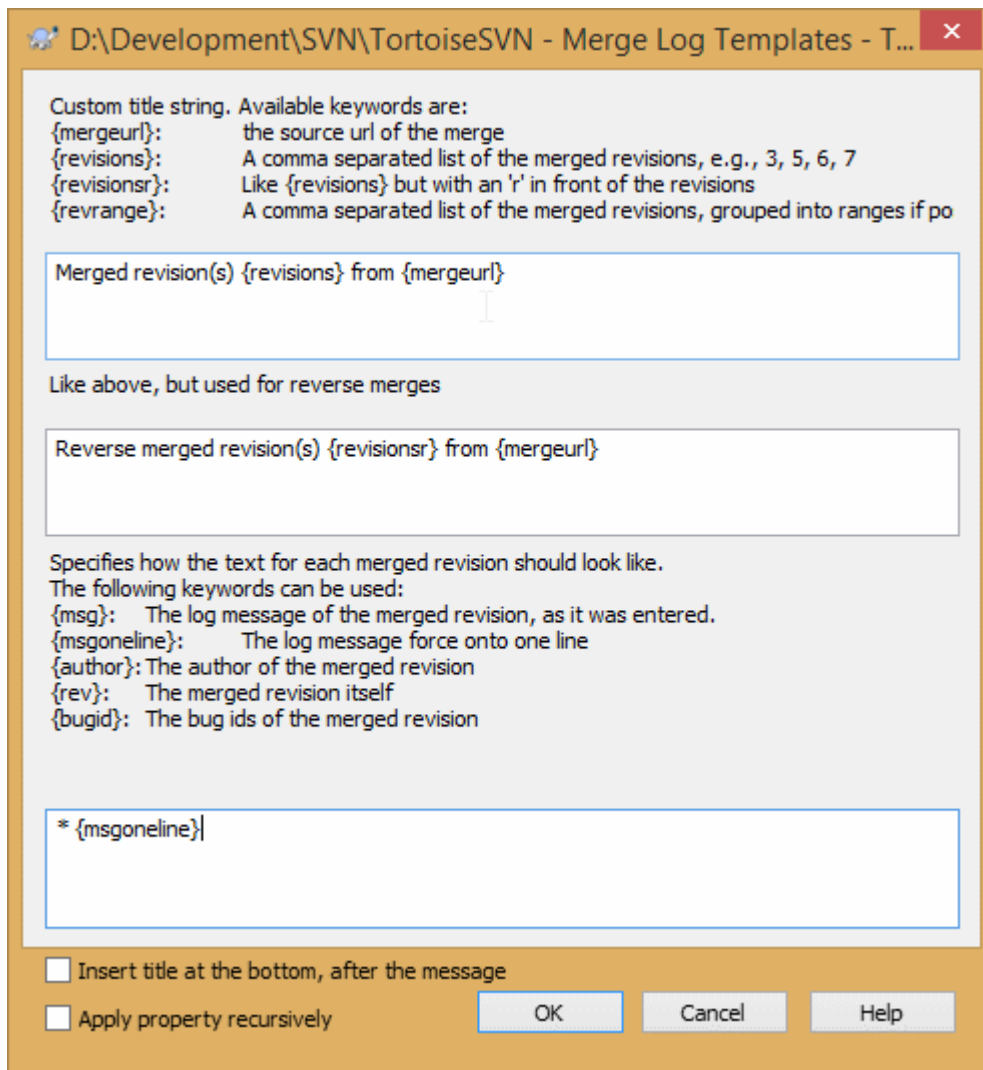 D:\Development\SVN\TortoiseSVN - Merge Log Templates - T...
Custom title string. Available keywords are:
{mergeurl}: the source url of the merge
{revisions}: A comma separated list of the merged revisions, e.g., 3, 5, 6, 7
{revisionsr}: Like {revisions} but with an 'r' in front of the revisions
{revrange}: A comma separated list of the merged revisions, grouped into ranges if po
Merged revision(s) {revisions} from {mergeurl}
Like above, but used for reverse merges
Reverse merged revision(s) {revisionsr} from {mergeurl}
Specifies how the text for each merged revision should look like.
The following keywords can be used:
{msg}: The log message of the merged revision, as it was entered.
{msgoneline}: The log message force onto one line
{author}: The author of the merged revision
{rev}: The merged revision itself
{bugid}: The bug ids of the merged revision
* {msgoneline}
Insert title at the bottom, after the message
Apply property recursively
OK Cancel Help